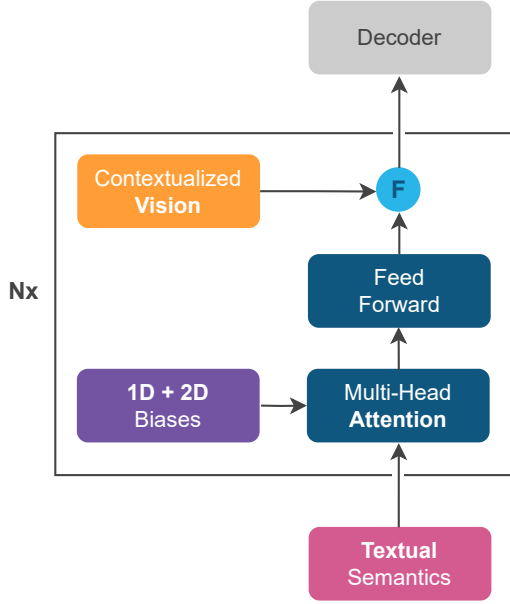 Decoder
Contextualized
Vision
F
Feed
Forward
Nx
1D + 2D
Biases
Multi-Head
Attention
Textual
Semantics